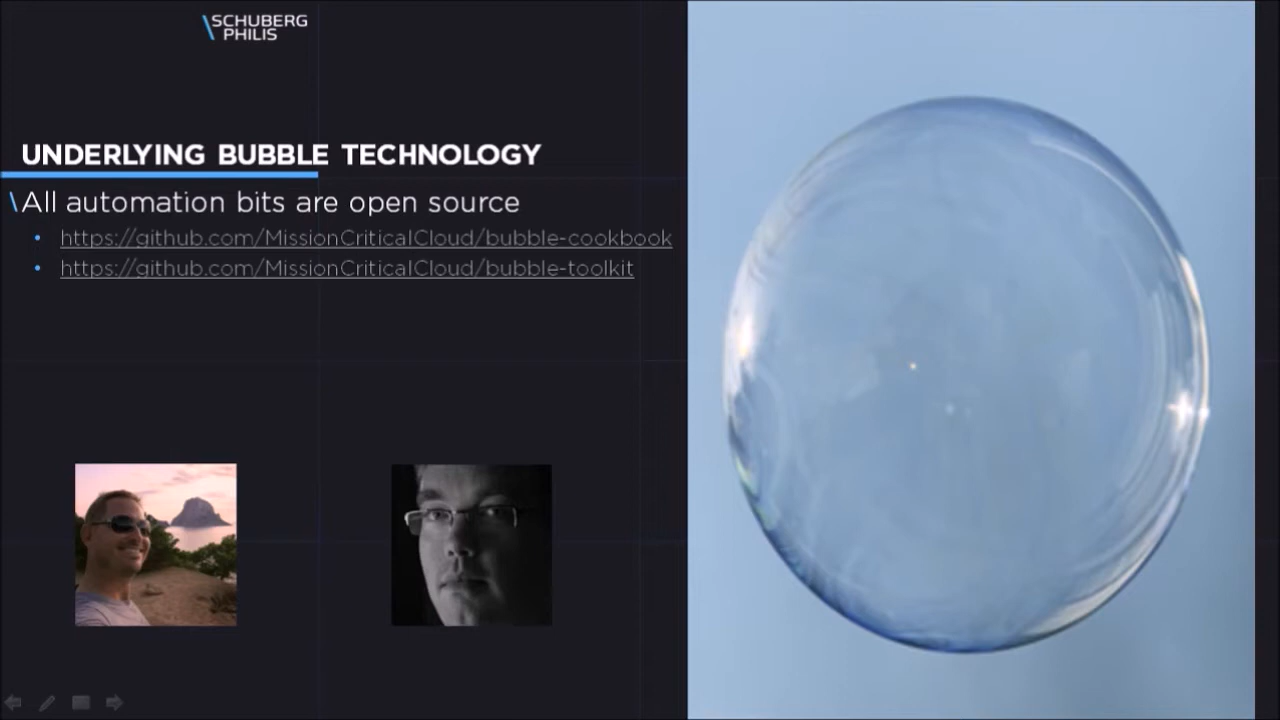 \SCHUBERG
PHILIS
UNDERLYING BUBBLE TECHNOLOGY
\All automation bits are open source
• https://github.com/MissionCriticalCloud/bubble-cookbook
• https://github.com/MissionCriticalCloud/bubble-toolkit